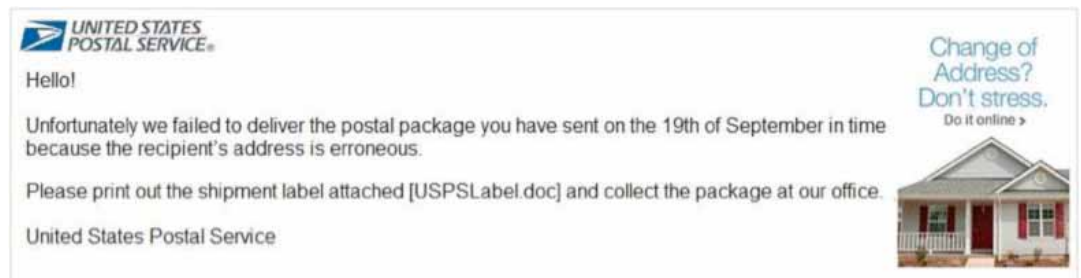 UNITED STATES
POSTAL SERVICE®
Hello!
Unfortunately we failed to deliver the postal package you have sent on the 19th of September in time
because the recipient's address is erroneous.
Please print out the shipment label attached [USPSLabel.doc] and collect the package at our office.
United States Postal Service
Change of
Address?
Don't stress.
Do it online >